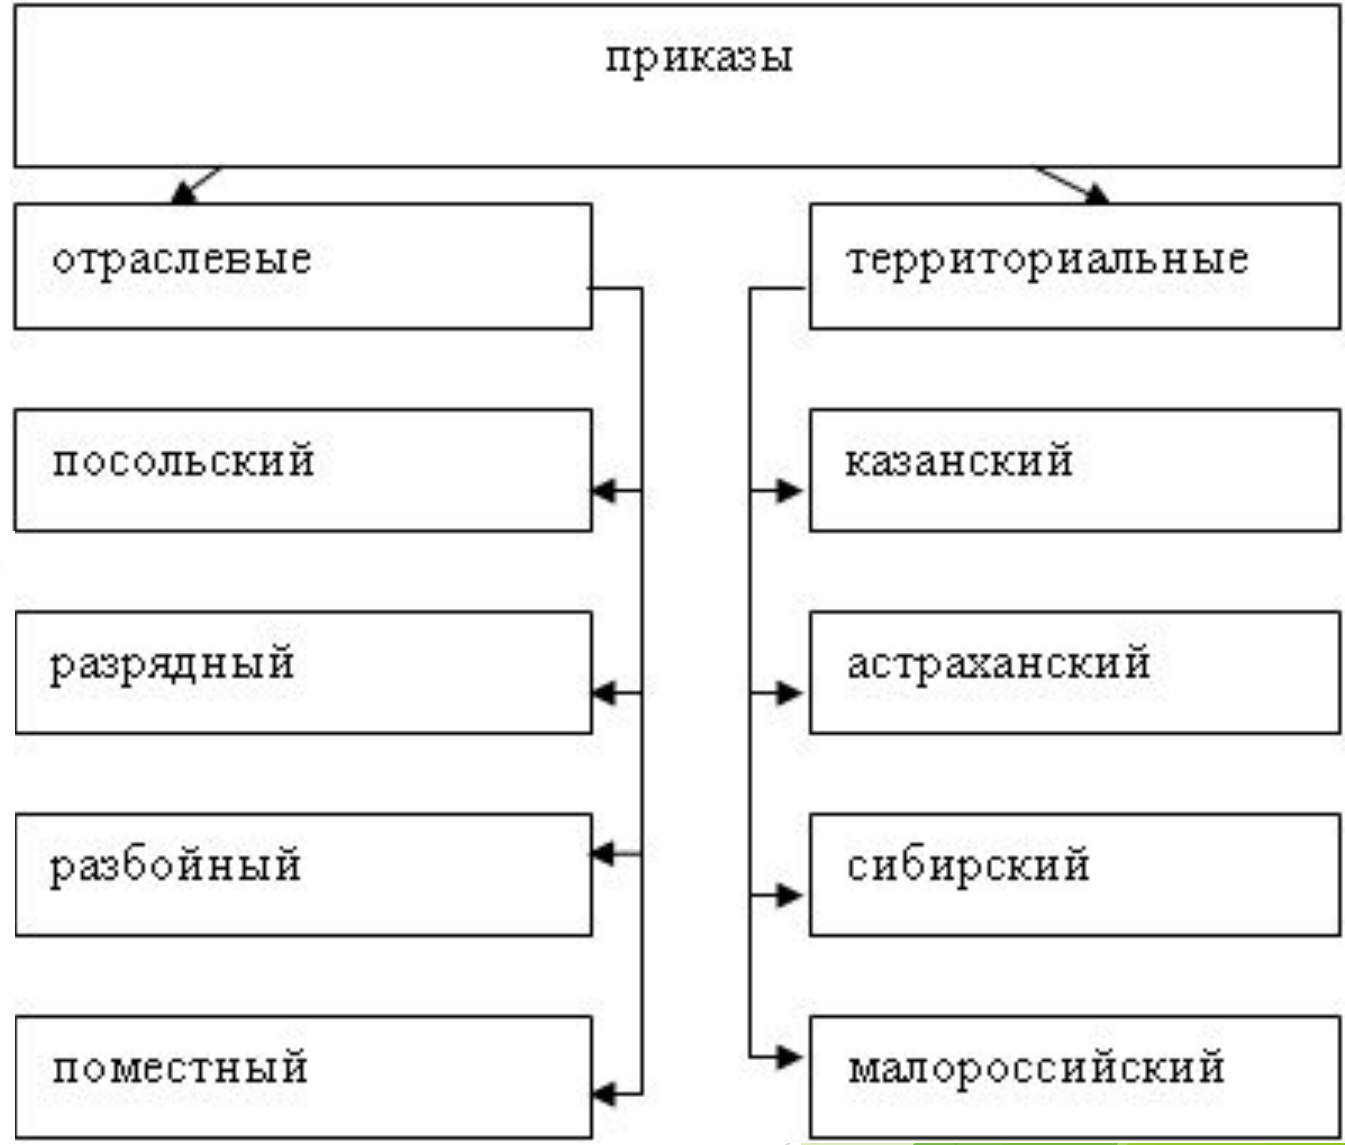 приказы
отраслевые
территориальные
посольский
казанский
разрядный
астраханский
разбойный
сибирский
поместный
малороссийский